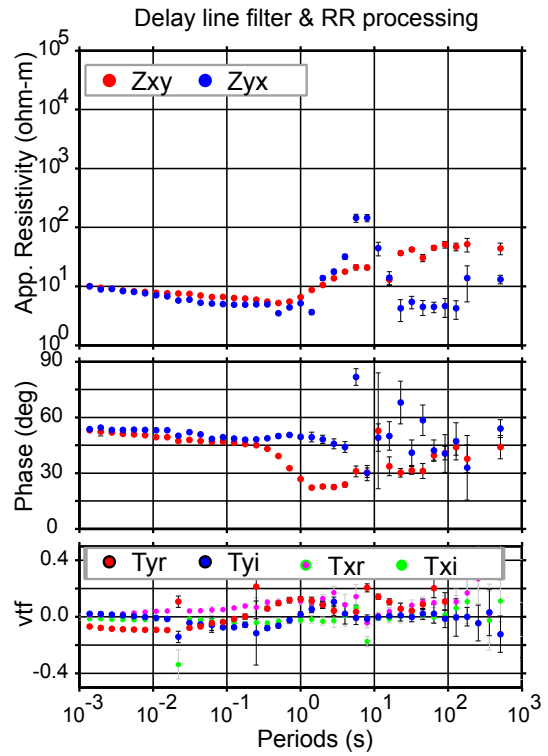 Delay line filter & RR processing
App. Resistivity (ohm-m)
10^5
10^4
10^3
10^2
10^1
10^0
Zxy Zyx
Phase (deg)
90
60
30
0
vtf
0.4
0.0
-0.4
Tyr Tyi Txr Txi
10^-3 10^-2 10^-1 10^0 10^1 10^2 10^3
Periods (s)